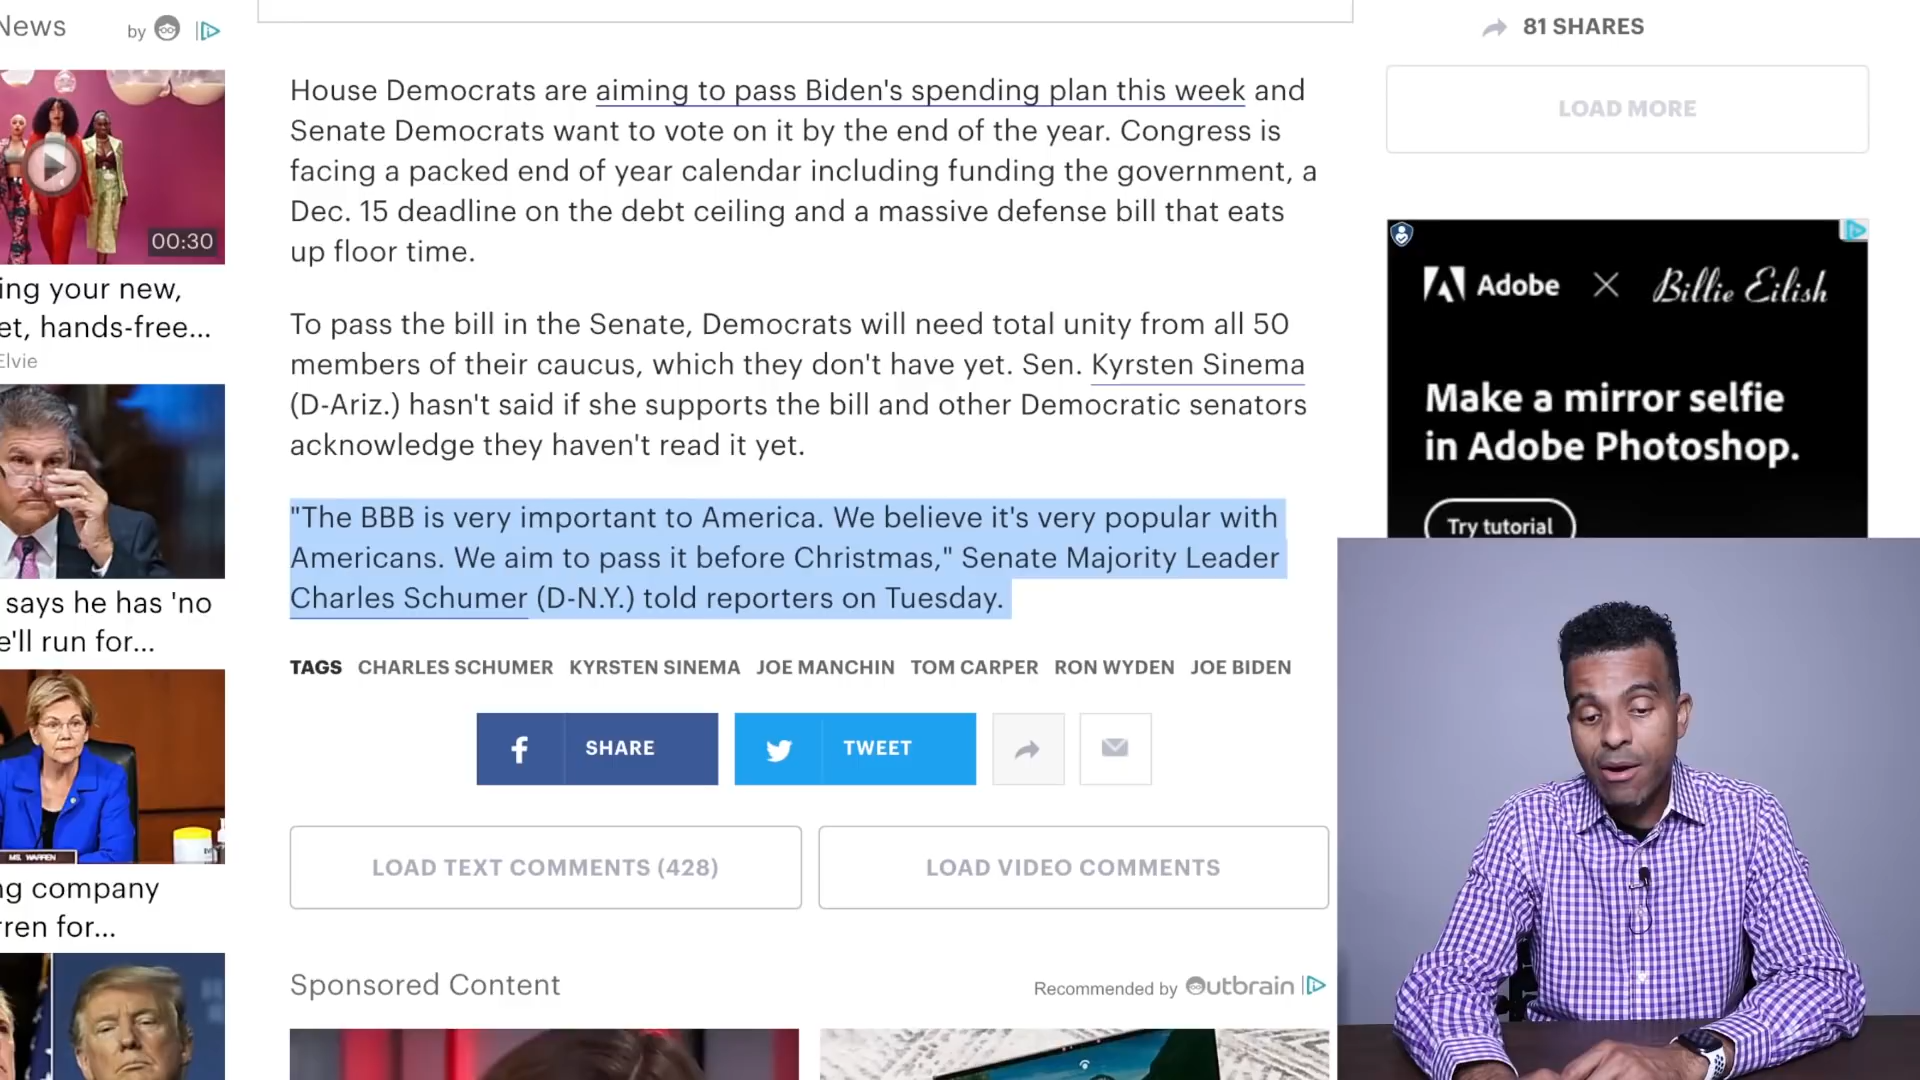 News
by
00:30
ing your new,
et, hands-free...
Elvie
says he has 'no
e'll run for...
MS. WARREN
ng company
rren for...
House Democrats are aiming to pass Biden's spending plan this week and
Senate Democrats want to vote on it by the end of the year. Congress is
facing a packed end of year calendar including funding the government, a
Dec. 15 deadline on the debt ceiling and a massive defense bill that eats
up floor time.
To pass the bill in the Senate, Democrats will need total unity from all 50
members of their caucus, which they don't have yet. Sen. Kyrsten Sinema
(D-Ariz.) hasn't said if she supports the bill and other Democratic senators
acknowledge they haven't read it yet.
"The BBB is very important to America. We believe it's very popular with
Americans. We aim to pass it before Christmas," Senate Majority Leader
Charles Schumer (D-N.Y.) told reporters on Tuesday.
TAGS CHARLES SCHUMER KYRSTEN SINEMA JOE MANCHIN TOM CARPER RON WYDEN JOE BIDEN
SHARE
TWEET
LOAD TEXT COMMENTS (428)
LOAD VIDEO COMMENTS
Sponsored Content
Recommended by Outbrain
81 SHARES
LOAD MORE
Adobe X Billie Eilish
Make a mirror selfie
in Adobe Photoshop.
Try tutorial